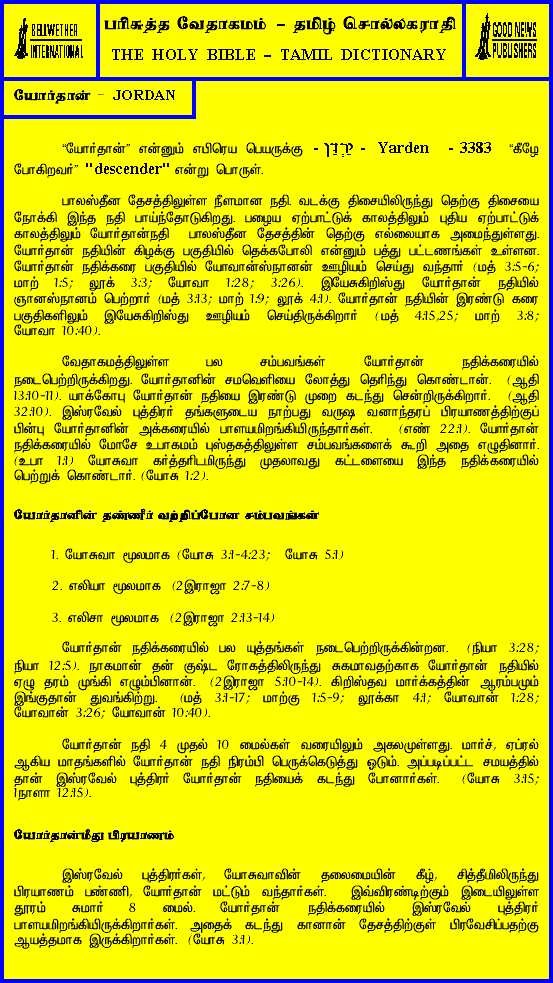 BELLWETHER
INTERNATIONAL
பரிசுத்த வேதாகமம் – தமிழ் சொல்லகராதி
THE HOLY BIBLE – TAMIL DICTIONARY
GOOD NEWS
PUBLISHERS
யோர்தான் – JORDAN
“யோர்தான்” என்னும் எபிரெய பெயருக்கு - יַרְדֵּן - Yarden - 3383 “கீழே
போகிறவர்” "descender" என்று பொருள்.
பாலஸ்தீன தேசத்திலுள்ள நீளமான நதி. வடக்கு திசையிலிருந்து தெற்கு திசையை
நோக்கி இந்த நதி பாய்ந்தோடுகிறது. பழைய ஏற்பாட்டுக் காலத்திலும் புதிய ஏற்பாட்டுக்
காலத்திலும் யோர்தான்நதி பாலஸ்தீன தேசத்தின் தெற்கு எல்லையாக அமைந்துள்ளது.
யோர்தான் நதியின் கிழக்கு பகுதியில் தெக்கபோலி என்னும் பத்து பட்டணங்கள் உள்ளன.
யோர்தான் நதிக்கரை பகுதியில் யோவான்ஸ்நானன் ஊழியம் செய்து வந்தார் (மத் 3:5-6;
மாற் 1:5; லூக் 3:3; யோவா 1:28; 3:26). இயேசுகிறிஸ்து யோர்தான் நதியில்
ஞானஸ்நானம் பெற்றார் (மத் 3:13; மாற் 1:9; லூக் 4:1). யோர்தான் நதியின் இரண்டு கரை
பகுதிகளிலும் இயேசுகிறிஸ்து ஊழியம் செய்திருக்கிறார் (மத் 4:15,25; மாற் 3:8;
யோவா 10:40).
வேதாகமத்திலுள்ள பல சம்பவங்கள் யோர்தான் நதிக்கரையில்
நடைபெற்றிருக்கிறது. யோர்தானின் சமவெளியை லோத்து தெரிந்து கொண்டான். (ஆதி
13:10-11). யாக்கோபு யோர்தான் நதியை இரண்டு முறை கடந்து சென்றிருக்கிறார். (ஆதி
32:10). இஸ்ரவேல் புத்திரர் தங்களுடைய நாற்பது வருஷ வனாந்தரப் பிரயாணத்திற்குப்
பின்பு யோர்தானின் அக்கரையில் பாளயமிறங்கியிருந்தார்கள். (எண் 22:1). யோர்தான்
நதிக்கரையில் மோசே உபாகமம் புஸ்தகத்திலுள்ள சம்பவங்களைக் கூறி அதை எழுதினார்.
(உபா 1:1) யோசுவா கர்த்தரிடமிருந்து முதலாவது கட்டளையை இந்த நதிக்கரையில்
பெற்றுக் கொண்டார். (யோசு 1:2).
யோர்தானின் தண்ணீர் வற்றிப்போன சம்பவங்கள்
1. யோசுவா மூலமாக (யோசு 3:1-4:23; யோசு 5:1)
2. எலியா மூலமாக (2இராஜா 2:7-8)
3. எலிசா மூலமாக (2இராஜா 2:13-14)
யோர்தான் நதிக்கரையில் பல யுத்தங்கள் நடைபெற்றிருக்கின்றன. (நியா 3:28;
நியா 12:5). நாகமான் தன் குஷ்ட ரோகத்திலிருந்து சுகமாவதற்காக யோர்தான் நதியில்
ஏழு தரம் முங்கி எழும்பினான். (2இராஜா 5:10-14). கிறிஸ்தவ மார்க்கத்தின் ஆரம்பமும்
இங்குதான் துவங்கிற்று. (மத் 3:1-17; மாற்கு 1:5-9; லூக்கா 4:1; யோவான் 1:28;
யோவான் 3:26; யோவான் 10:40).
யோர்தான் நதி 4 முதல் 10 மைல்கள் வரையிலும் அகலமுள்ளது. மார்ச், ஏப்ரல்
ஆகிய மாதங்களில் யோர்தான் நதி நிரம்பி பெருக்கெடுத்து ஓடும். அப்படிப்பட்ட சமயத்தில்
தான் இஸ்ரவேல் புத்திரர் யோர்தான் நதியைக் கடந்து போனார்கள். (யோசு 3:15;
1நாளா 12:15).
யோர்தான்மீது பிரயாணம்
இஸ்ரவேல் புத்திரர்கள், யோசுவாவின் தலைமையின் கீழ், சித்தீமிலிருந்து
பிரயாணம் பண்ணி, யோர்தான் மட்டும் வந்தார்கள். இவ்விரண்டிற்கும் இடையிலுள்ள
தூரம் சுமார் 8 மைல். யோர்தான் நதிக்கரையில் இஸ்ரவேல் புத்திரர்
பாளயமிறங்கியிருக்கிறார்கள். அதைக் கடந்து கானான் தேசத்திற்குள் பிரவேசிப்பதற்கு
ஆயத்தமாக இருக்கிறார்கள். (யோசு 3:1).